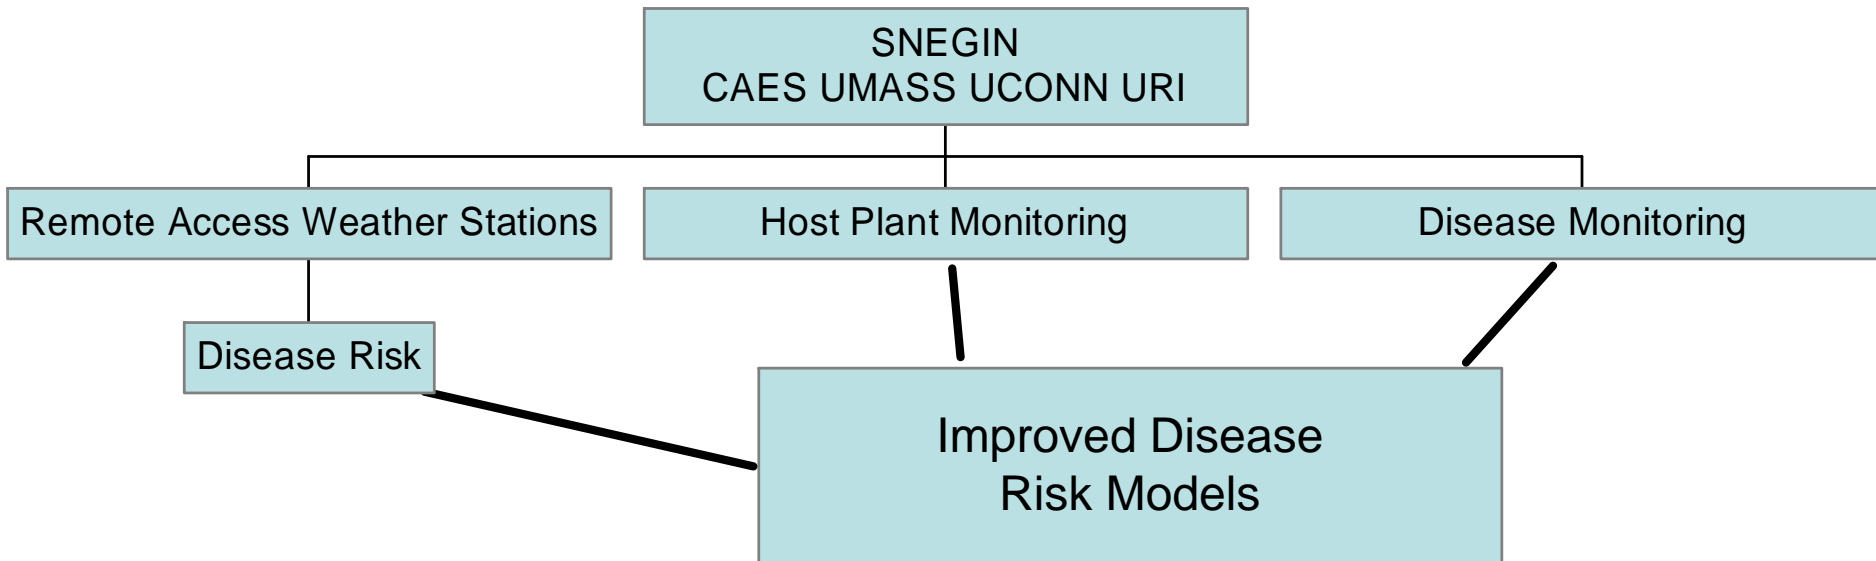 SNEGIN
CAES UMASS UCONN URI
Remote Access Weather Stations
Host Plant Monitoring
Disease Monitoring
Disease Risk
Improved Disease
Risk Models